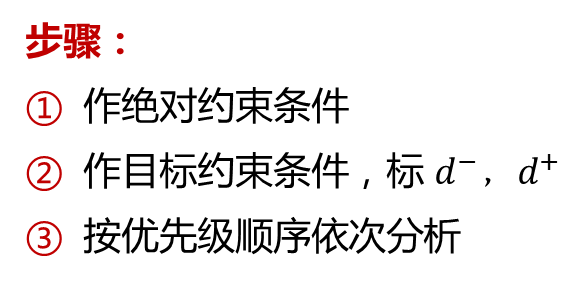 步骤：
① 作绝对约束条件
② 作目标约束条件，标 d⁻，d⁺
③ 按优先级顺序依次分析